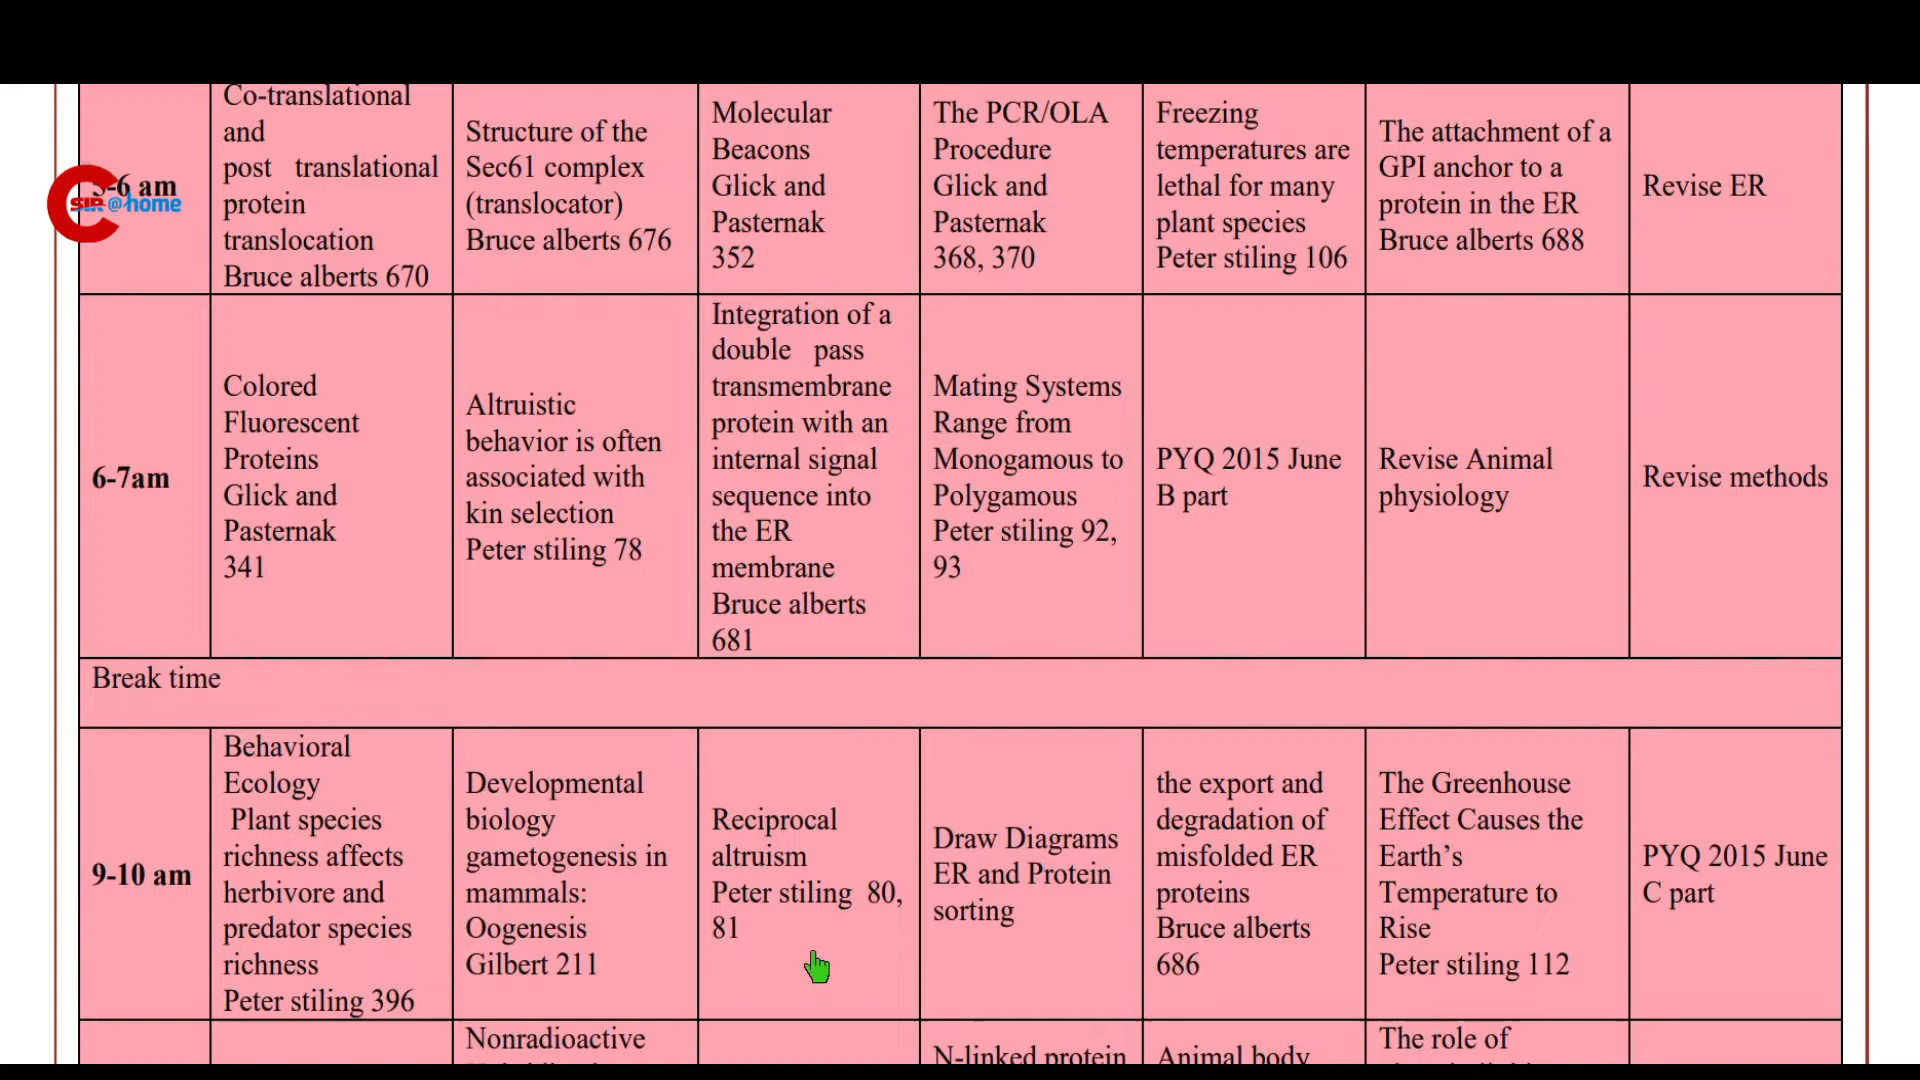 Co-translational
and
post translational
protein
translocation
Bruce alberts 670
Structure of the
Sec61 complex
(translocator)
Bruce alberts 676
Molecular
Beacons
Glick and
Pasternak
352
The PCR/OLA
Procedure
Glick and
Pasternak
368, 370
Freezing
temperatures are
lethal for many
plant species
Peter stiling 106
The attachment of a
GPI anchor to a
protein in the ER
Bruce alberts 688
Revise ER
5-6 am
CSIR@home
6-7am
Colored
Fluorescent
Proteins
Glick and
Pasternak
341
Altruistic
behavior is often
associated with
kin selection
Peter stiling 78
Integration of a
double pass
transmembrane
protein with an
internal signal
sequence into
the ER
membrane
Bruce alberts
681
Mating Systems
Range from
Monogamous to
Polygamous
Peter stiling 92,
93
PYQ 2015 June
B part
Revise Animal
physiology
Revise methods
Break time
9-10 am
Behavioral
Ecology
Plant species
richness affects
herbivore and
predator species
richness
Peter stiling 396
Developmental
biology
gametogenesis in
mammals:
Oogenesis
Gilbert 211
Reciprocal
altruism
Peter stiling 80,
81
Draw Diagrams
ER and Protein
sorting
the export and
degradation of
misfolded ER
proteins
Bruce alberts
686
The Greenhouse
Effect Causes the
Earth's
Temperature to
Rise
Peter stiling 112
PYQ 2015 June
C part
Nonradioactive
N-linked protein
Animal body
The role of